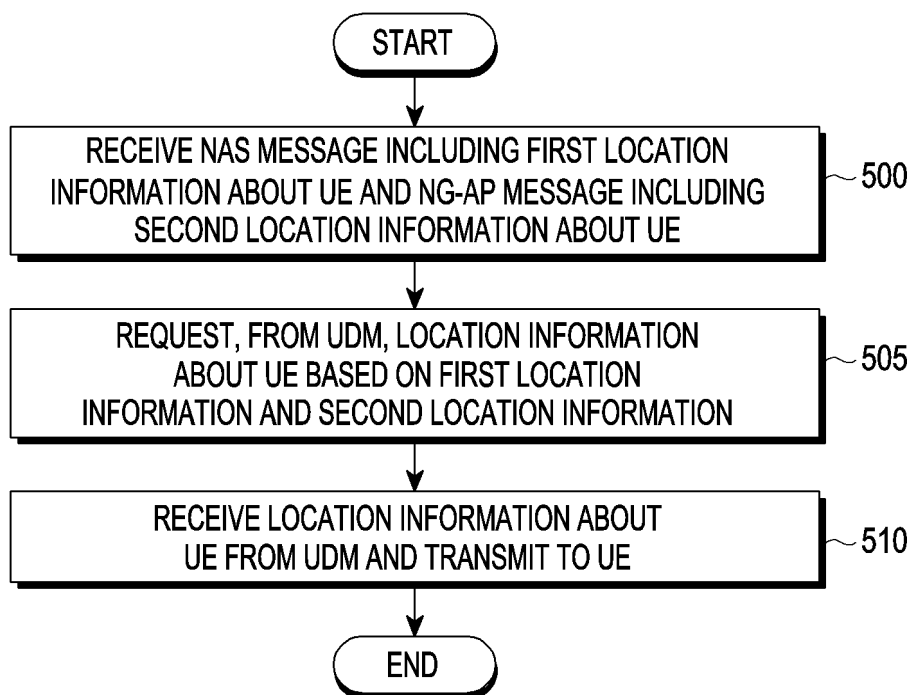 START
RECEIVE NAS MESSAGE INCLUDING FIRST LOCATION
INFORMATION ABOUT UE AND NG-AP MESSAGE INCLUDING
SECOND LOCATION INFORMATION ABOUT UE
500
REQUEST, FROM UDM, LOCATION INFORMATION
ABOUT UE BASED ON FIRST LOCATION
INFORMATION AND SECOND LOCATION INFORMATION
505
RECEIVE LOCATION INFORMATION ABOUT
UE FROM UDM AND TRANSMIT TO UE
510
END